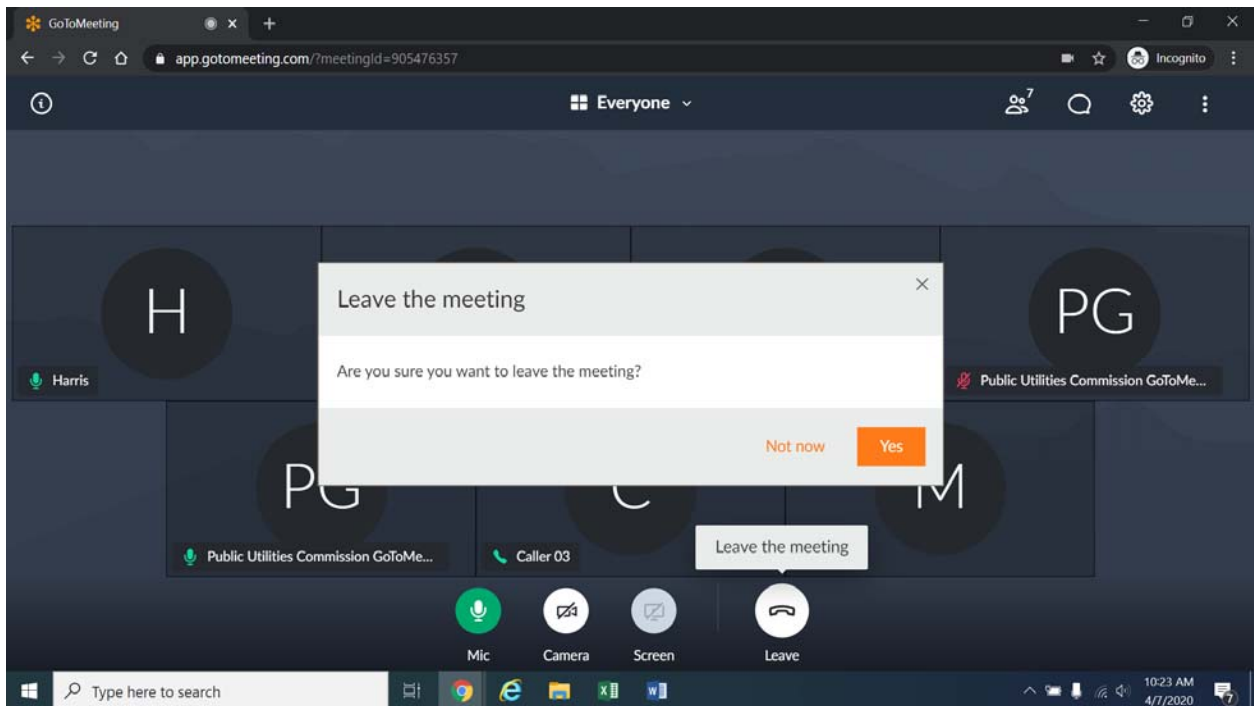 GoToMeeting
app.gotomeeting.com/?meetingId=905476357
Incognito
Everyone
7
H
PG
Harris
Public Utilities Commission GoToMe...
Leave the meeting
Are you sure you want to leave the meeting?
Not now
Yes
PG
C
M
Public Utilities Commission GoToMe...
Caller 03
Leave the meeting
Mic
Camera
Screen
Leave
Type here to search
10:23 AM
4/7/2020
7